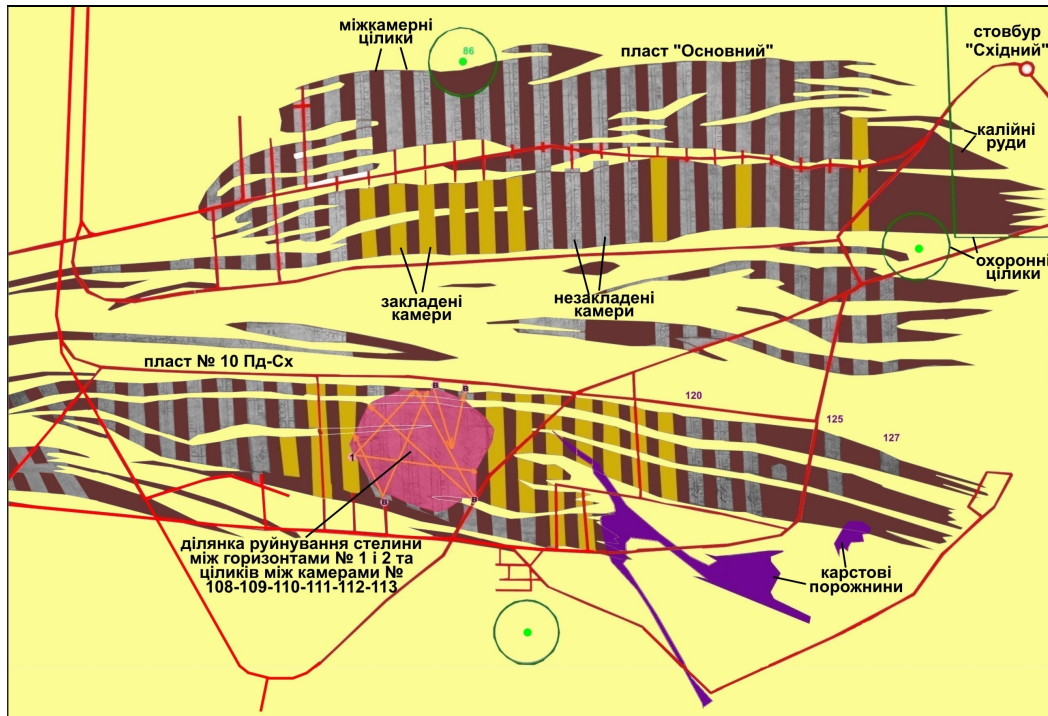 міжкамерні
цілики
86
пласт "Основний"
стовбур
"Східний"
калійні
руди
охоронні
цілики
закладені
камери
незакладені
камери
пласт № 10 Пд-Сх
120
125
127
В
В
1
В
ділянка руйнування стелини
між горизонтами № 1 і 2 та
ціликів між камерами №
108-109-110-111-112-113
карстові
порожнини